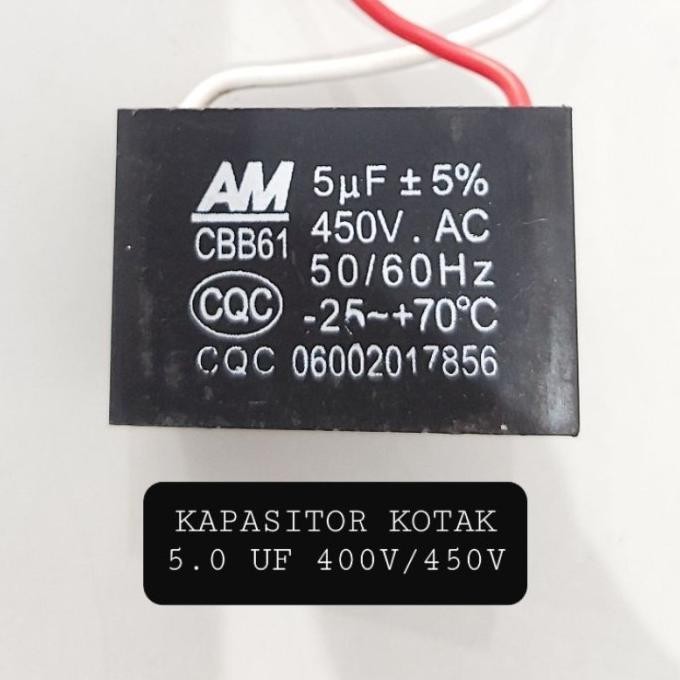 AM
CBB61
CQC
5µF ± 5%
450V . AC
50/60Hz
-25~+70°C
CQC 06002017856
KAPASITOR KOTAK
5.0 UF 400V/450V